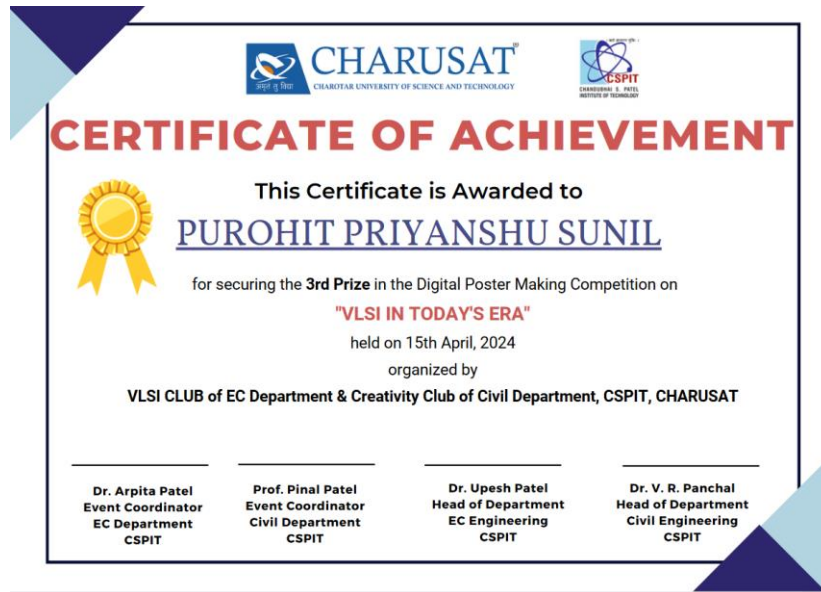 CHARUSAT
CHAROTAR UNIVERSITY OF SCIENCE AND TECHNOLOGY
CSPIT
CHANDUBHAI S. PATEL
INSTITUTE OF TECHNOLOGY
CERTIFICATE OF ACHIEVEMENT
This Certificate is Awarded to
PUROHIT PRIYANSHU SUNIL
for securing the 3rd Prize in the Digital Poster Making Competition on
"VLSI IN TODAY'S ERA"
held on 15th April, 2024
organized by
VLSI CLUB of EC Department & Creativity Club of Civil Department, CSPIT, CHARUSAT
Dr. Arpita Patel
Event Coordinator
EC Department
CSPIT
Prof. Pinal Patel
Event Coordinator
Civil Department
CSPIT
Dr. Upesh Patel
Head of Department
EC Engineering
CSPIT
Dr. V. R. Panchal
Head of Department
Civil Engineering
CSPIT